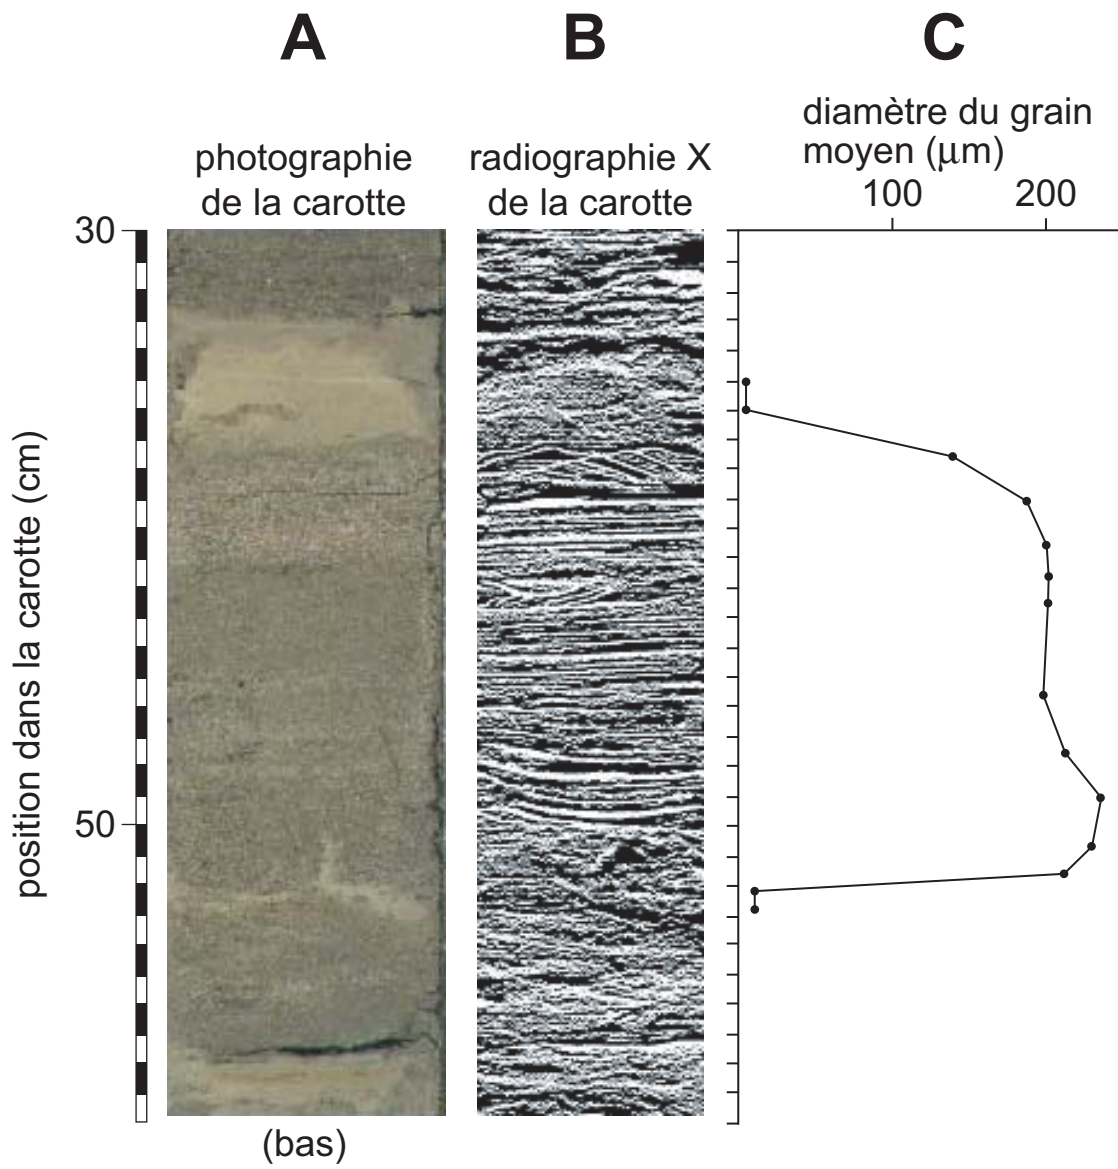 A
B
C
photographie
de la carotte
radiographie X
de la carotte
diamètre du grain
moyen (μm)
100
200
30
50
position dans la carotte (cm)
(bas)